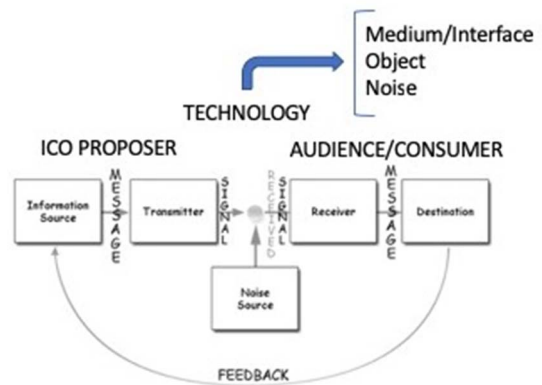 Medium/Interface
Object
Noise
TECHNOLOGY
ICO PROPOSER
AUDIENCE/CONSUMER
Information
Source
MESSAGE
Transmitter
SIGNAL
RECEIVED
SIGNAL
Receiver
MESSAGE
Destination
Noise
Source
FEEDBACK